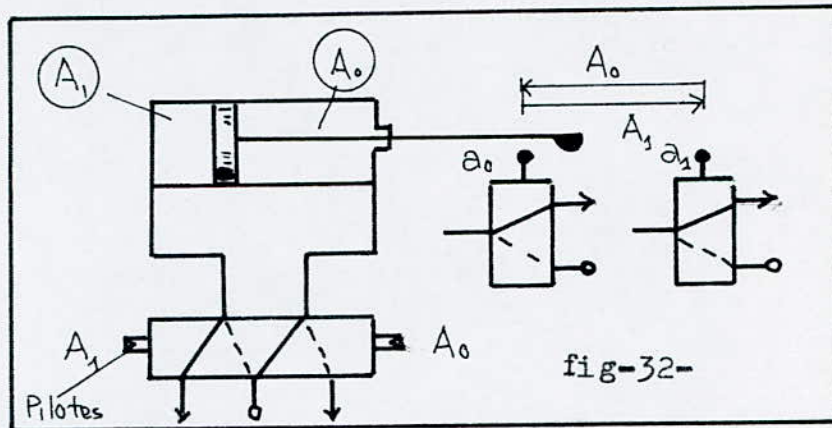 A₁
A₀
A₀
A₁
a₀
a₁
A₁
A₀
Pilotes
fig-32-